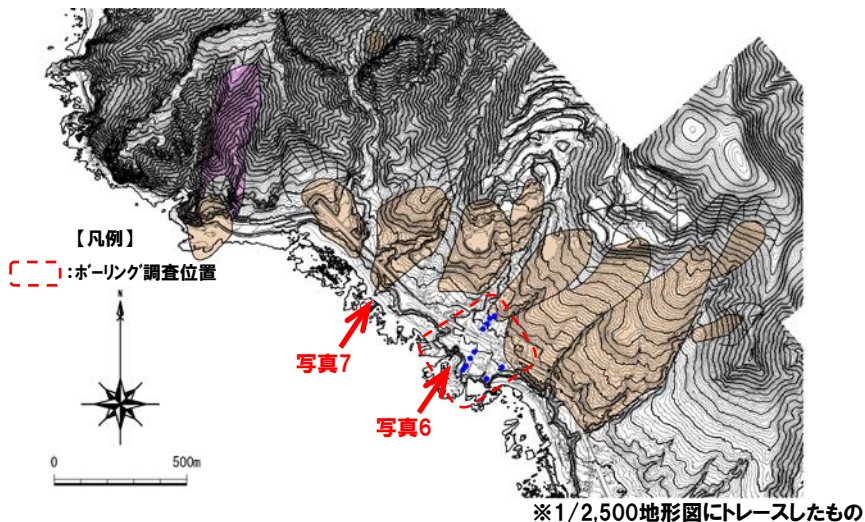 【凡例】
:ボーリング調査位置
N
写真7
写真6
0 500m
※1/2,500地形図にトレースしたもの